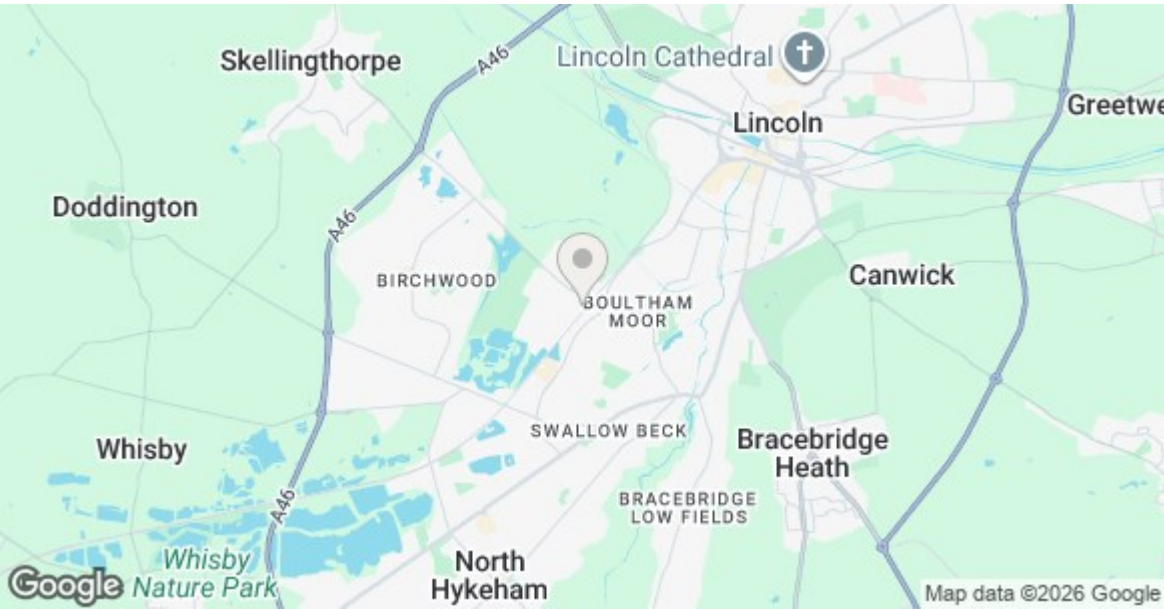 Skellingthorpe
A46
Lincoln Cathedral
Lincoln
Greetwe
Doddington
A46
BIRCHWOOD
BOULTHAM
MOOR
Canwick
SWALLOW BECK
Whisby
Bracebridge
Heath
A46
BRACEBRIDGE
LOW FIELDS
Whisby
Nature Park
North
Hykeham
Google
Map data ©2026 Google